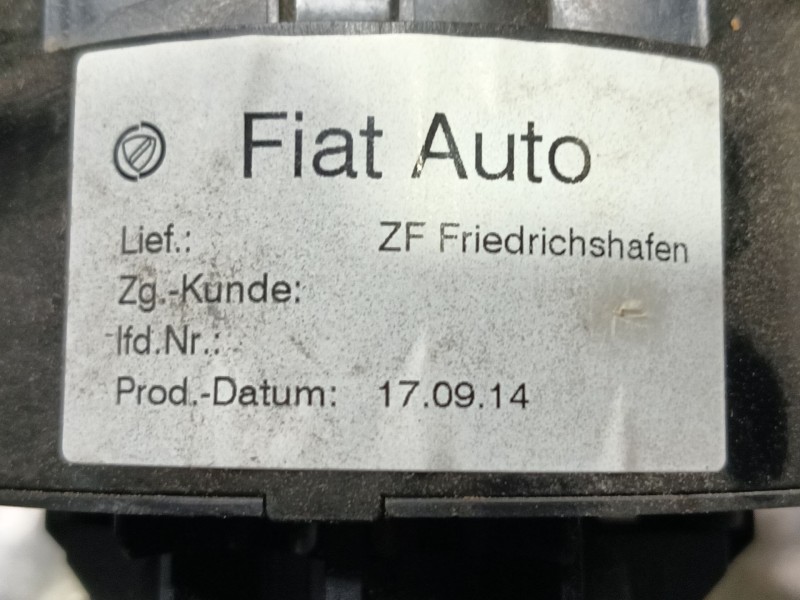 Fiat Auto
Lief.: ZF Friedrichshafen
Zg.-Kunde:
lfd.Nr.:
Prod.-Datum: 17.09.14